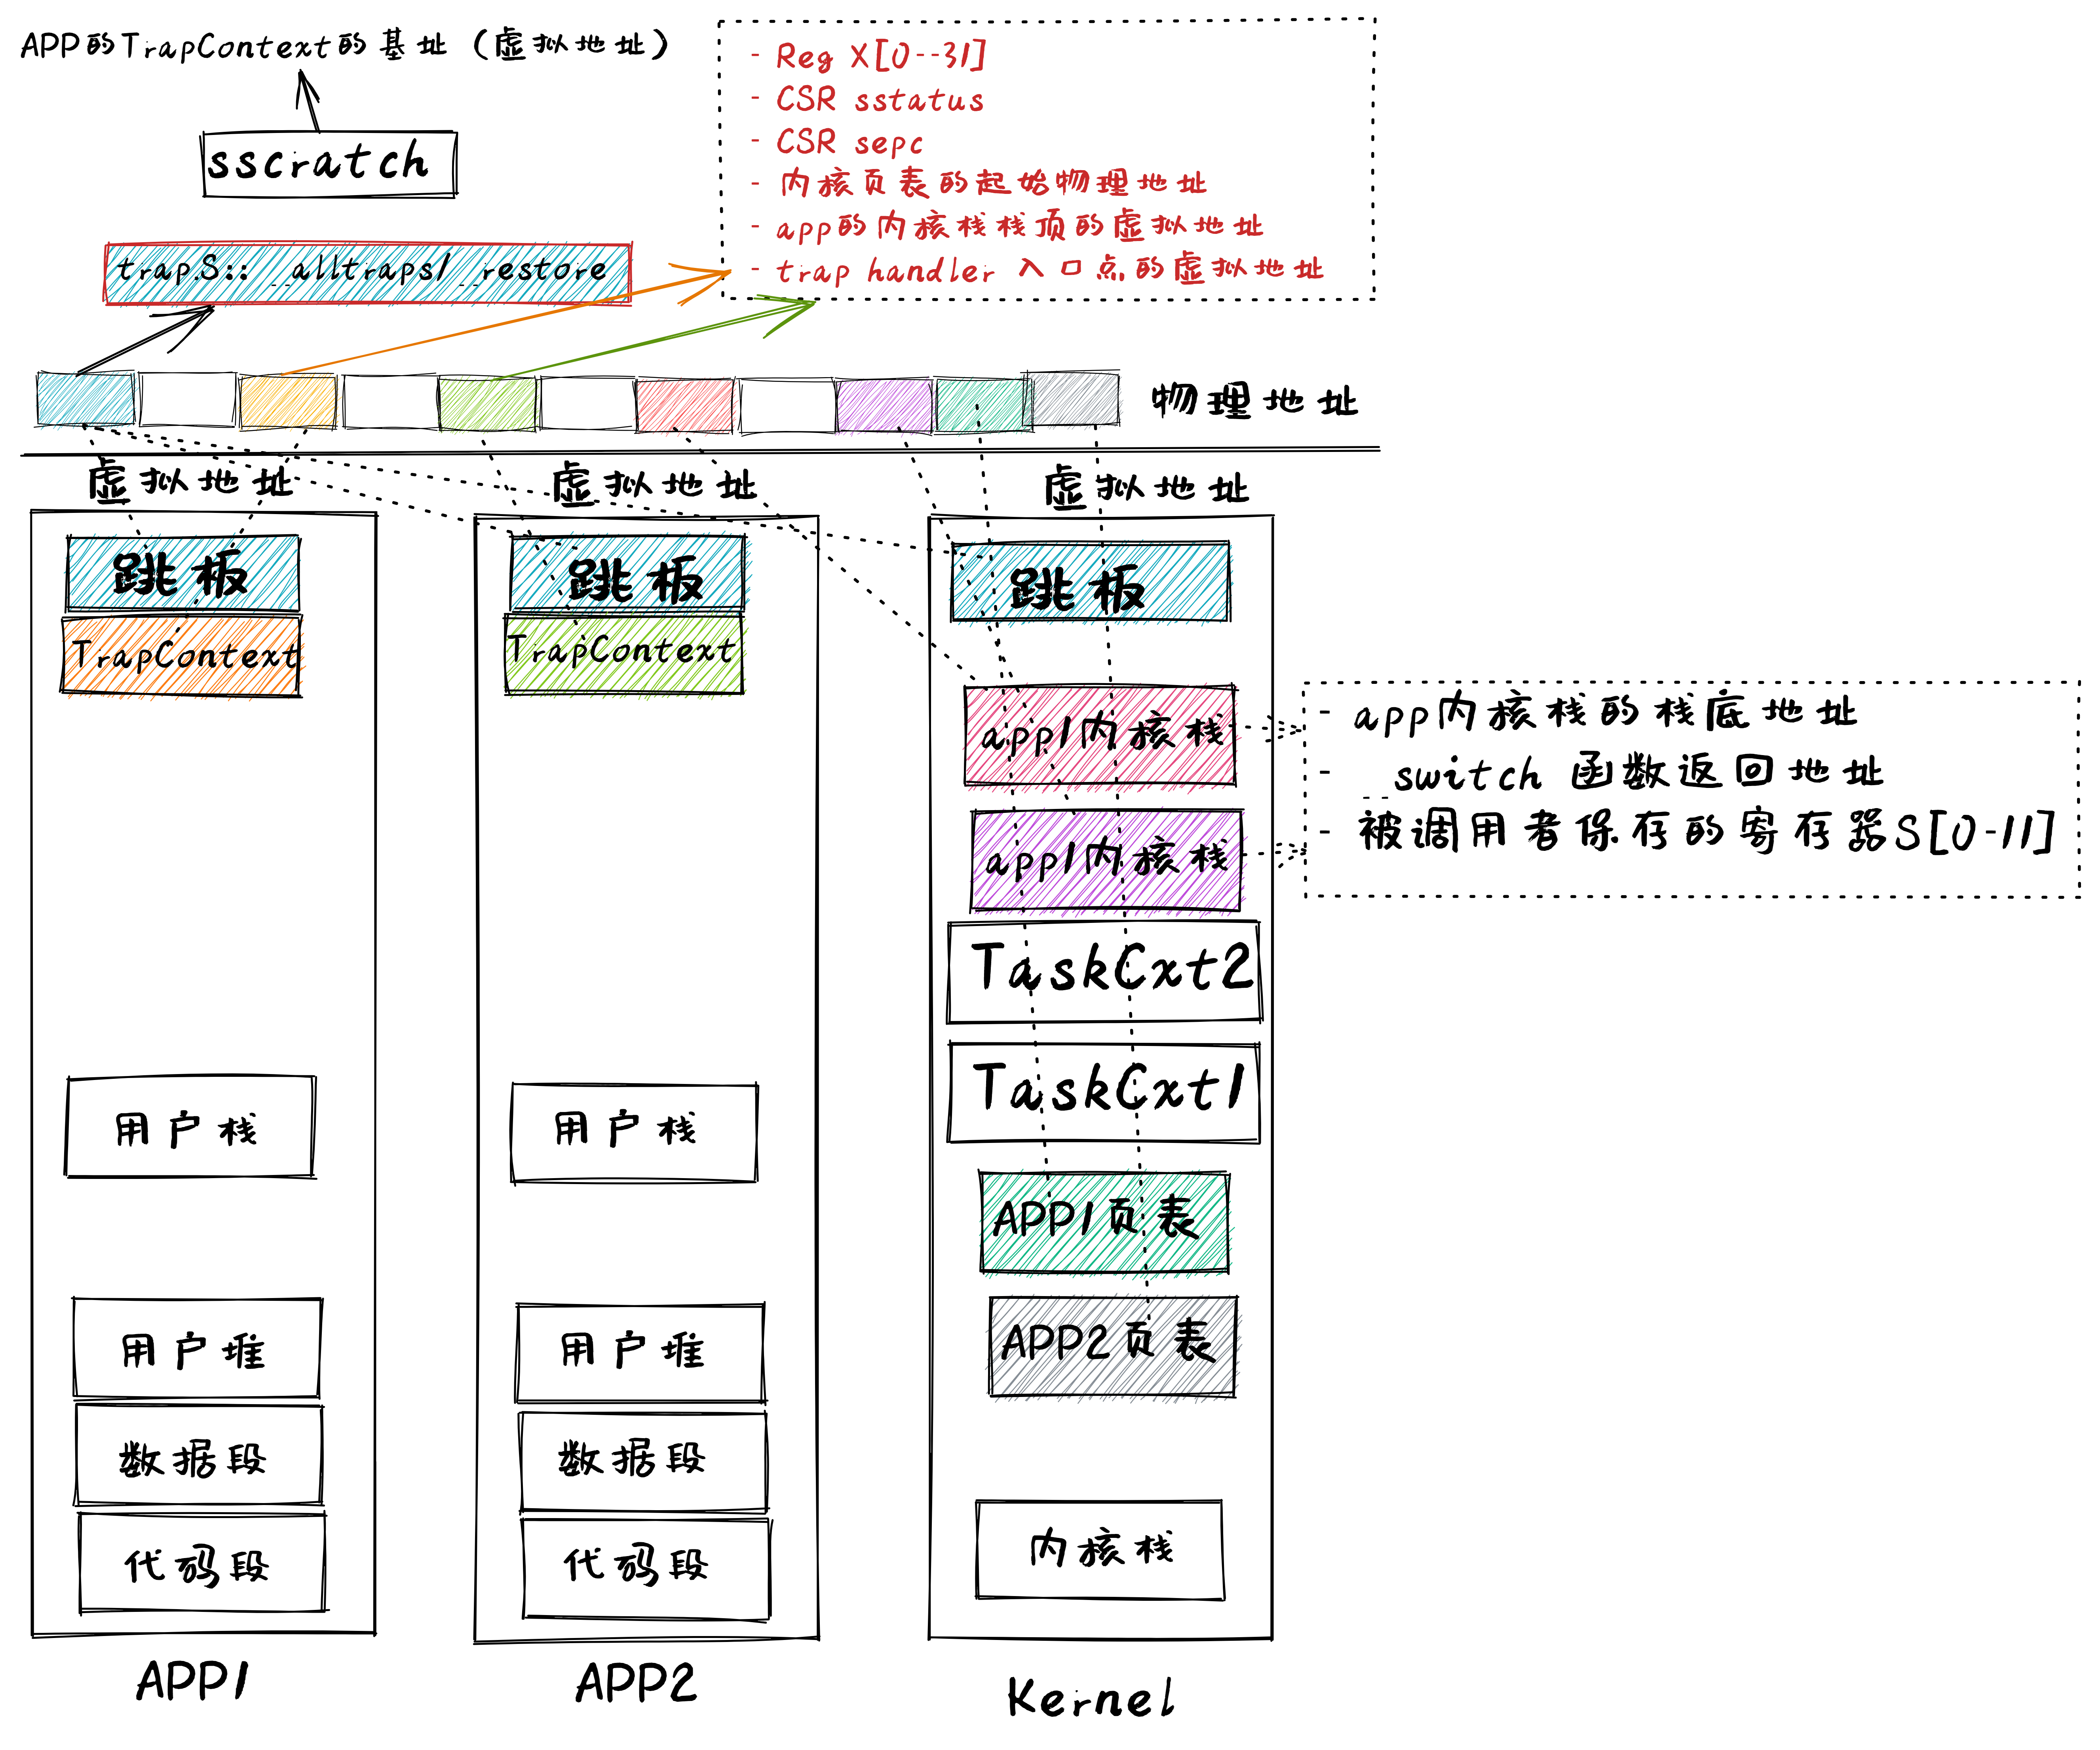 APP的TrapContext的基址（虚拟地址）
sscratch
trap.S::__alltraps/__restore
- Reg X[0--31]
- CSR sstatus
- CSR sepc
- 内核页表的起始物理地址
- app的内核栈栈顶的虚拟地址
- trap handler 入口点的虚拟地址
物理地址
虚拟地址
虚拟地址
虚拟地址
跳板
TrapContext
用户栈
用户堆
数据段
代码段
APP1
跳板
TrapContext
用户栈
用户堆
数据段
代码段
APP2
跳板
app1内核栈
app1内核栈
TaskCxt2
TaskCxt1
APP1页表
APP2页表
内核栈
Kernel
- app内核栈的栈底地址
- __switch 函数返回地址
- 被调用者保存的寄存器S[0-11]